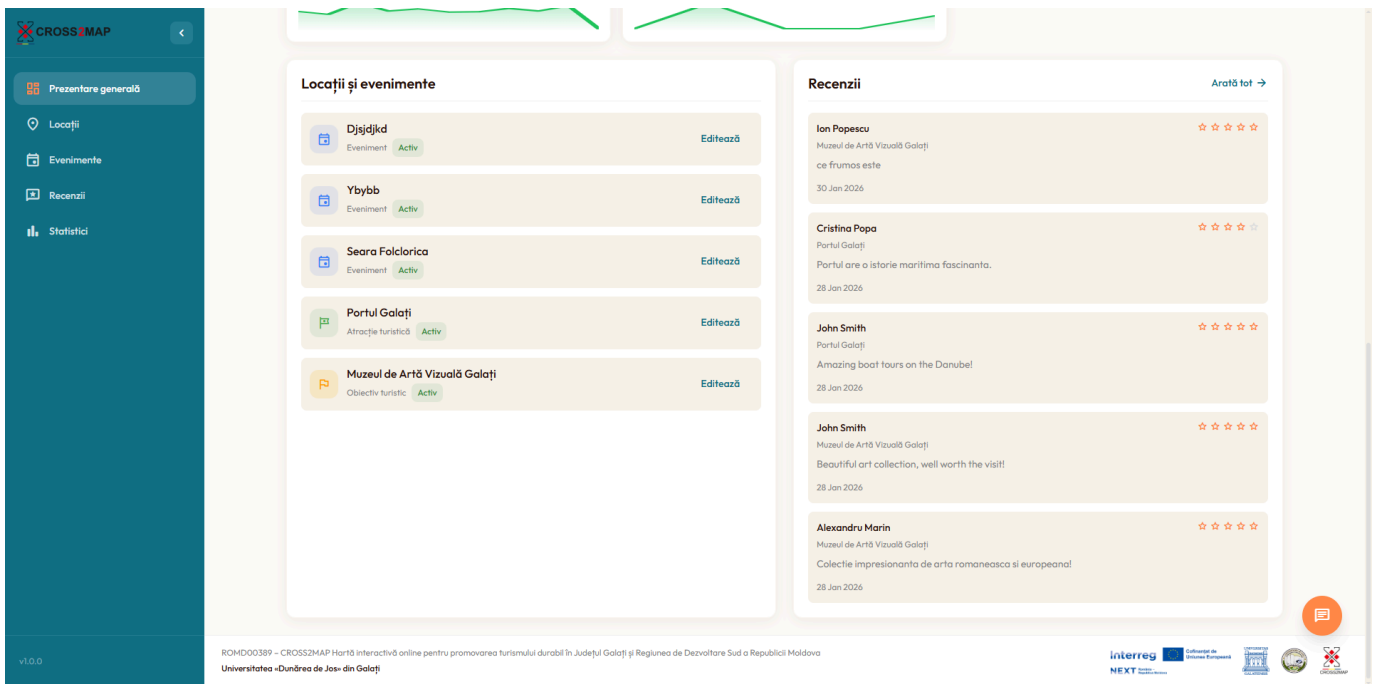 CROSS2MAP
Prezentare generală
Locații
Evenimente
Recenzii
Statistici
v1.0.0
Locații și evenimente
Djsjdjkd
Eveniment Activ
Editează
Ybybb
Eveniment Activ
Editează
Seara Folclorica
Eveniment Activ
Editează
Portul Galați
Atracție turistică Activ
Editează
Muzeul de Artă Vizuală Galați
Obiectiv turistic Activ
Editează
Recenzii
Arată tot →
Ion Popescu
Muzeul de Artă Vizuală Galați
ce frumos este
30 Jan 2026
Cristina Popa
Portul Galați
Portul are o istorie maritima fascinanta.
28 Jan 2026
John Smith
Portul Galați
Amazing boat tours on the Danube!
28 Jan 2026
John Smith
Muzeul de Artă Vizuală Galați
Beautiful art collection, well worth the visit!
28 Jan 2026
Alexandru Marin
Muzeul de Artă Vizuală Galați
Colectie impresionanta de arta romaneasca si europeana!
28 Jan 2026
ROMD00389 – CROSS2MAP Hartă interactivă online pentru promovarea turismului durabil în Județul Galați și Regiunea de Dezvoltare Sud a Republicii Moldova
Universitatea «Dunărea de Jos» din Galați
Interreg
Cofinanțat de
Uniunea Europeană
NEXT
CROSS2MAP